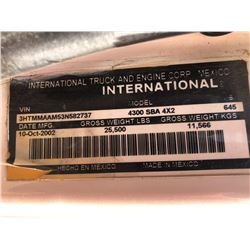 INTERNATIONAL TRUCK AND ENGINE CORP MEXICO
INTERNATIONAL
VIN MODEL
3HTMMAAM53N582737 4300 SBA 4X2 645
DATE MFG. GROSS WEIGHT LBS GROSS WEIGHT KGS
10-Oct-2002 25,500 11,566
HECHO EN MEXICO MADE IN MEXICO